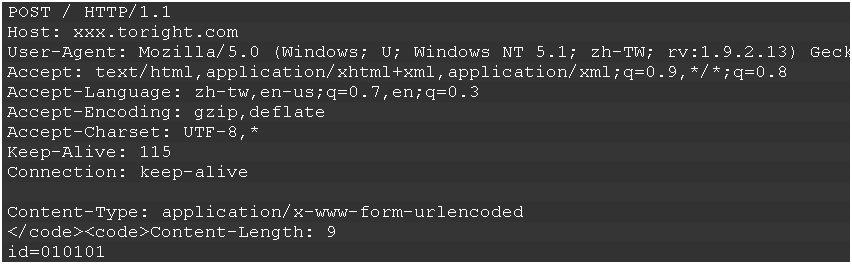 POST / HTTP/1.1
Host: xxx.toright.com
User-Agent: Mozilla/5.0 (Windows; U; Windows NT 5.1; zh-TW; rv:1.9.2.13) Geck
Accept: text/html,application/xhtml+xml,application/xml;q=0.9,*/*;q=0.8
Accept-Language: zh-tw,en-us;q=0.7,en;q=0.3
Accept-Encoding: gzip,deflate
Accept-Charset: UTF-8,*
Keep-Alive: 115
Connection: keep-alive

Content-Type: application/x-www-form-urlencoded
</code><code>Content-Length: 9
id=010101